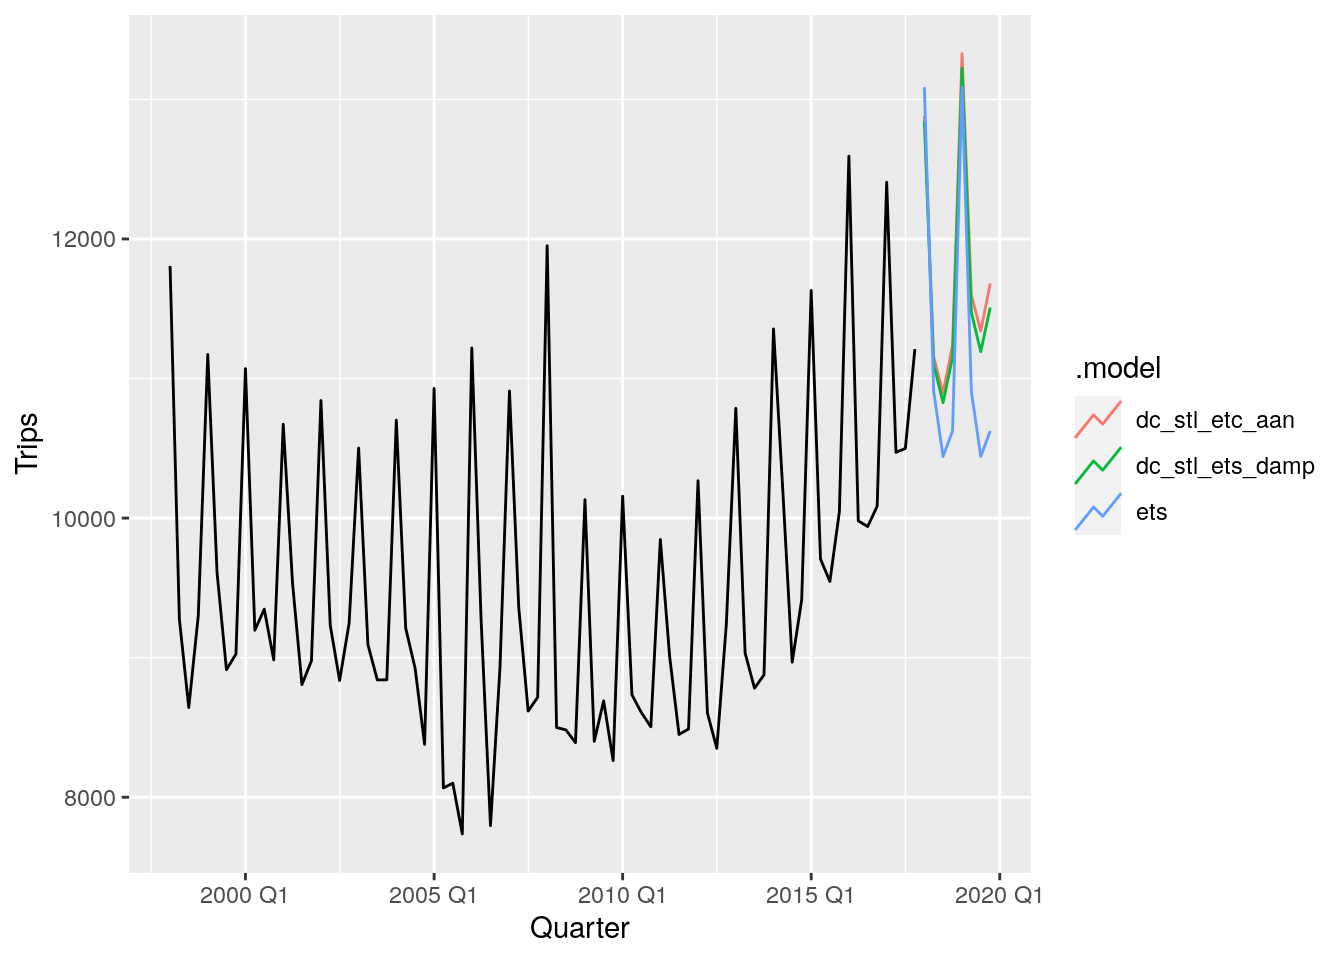 Trips
12000
10000
8000
2000 Q1
2005 Q1
2010 Q1
2015 Q1
2020 Q1
Quarter
.model
dc_stl_etc_aan
dc_stl_ets_damp
ets